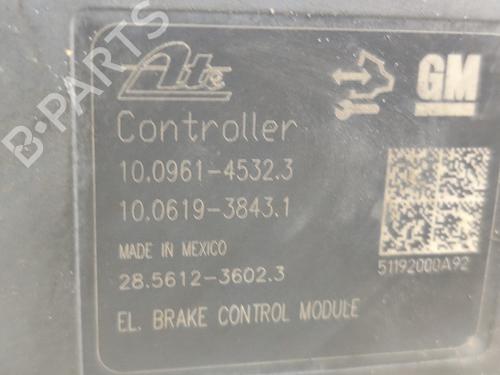 B-PARTS
Ate
GM
Controller
10.0961-4532.3
10.0619-3843.1
MADE IN MEXICO
28.5612-3602.3
51192000A92
EL. BRAKE CONTROL MODULE